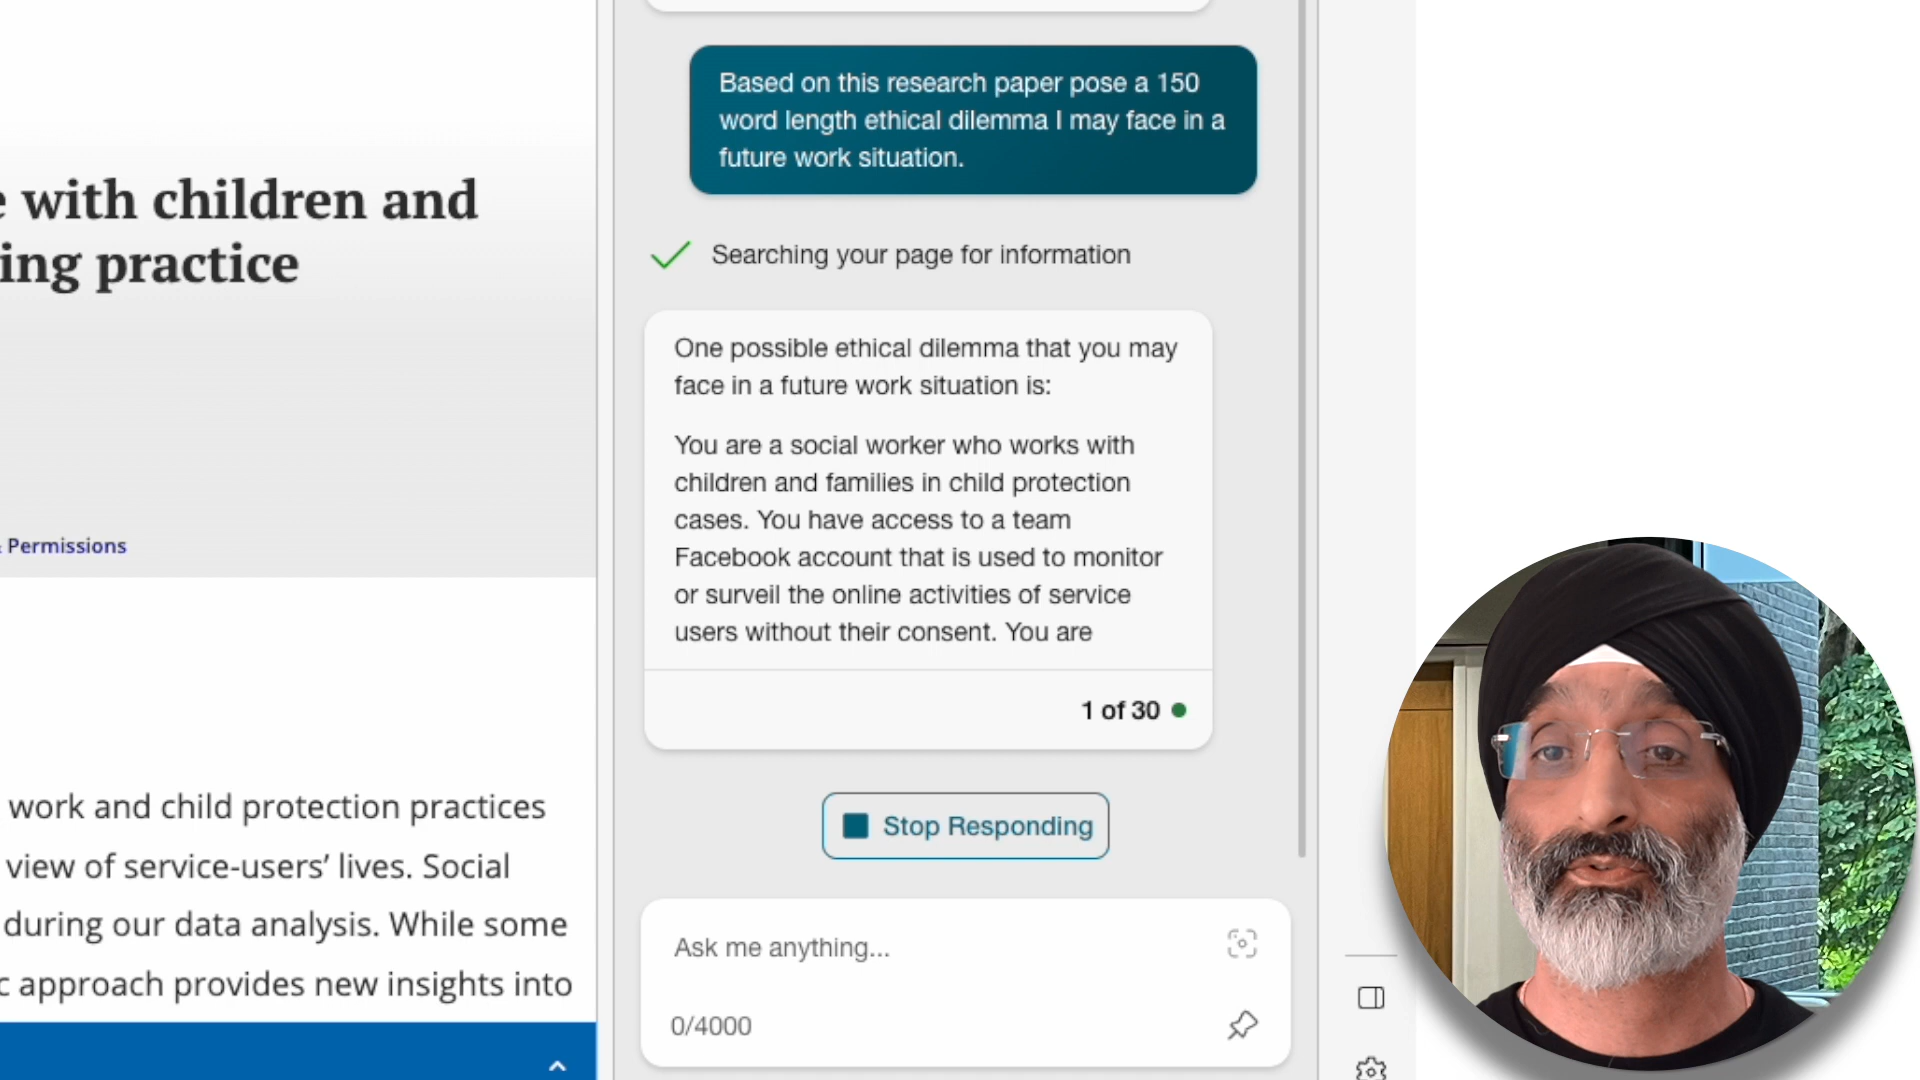 with children and
ing practice
Permissions
work and child protection practices
view of service-users’ lives. Social
during our data analysis. While some
c approach provides new insights into
Based on this research paper pose a 150
word length ethical dilemma I may face in a
future work situation.
Searching your page for information
One possible ethical dilemma that you may
face in a future work situation is:
You are a social worker who works with
children and families in child protection
cases. You have access to a team
Facebook account that is used to monitor
or surveil the online activities of service
users without their consent. You are
1 of 30
Stop Responding
Ask me anything...
0/4000